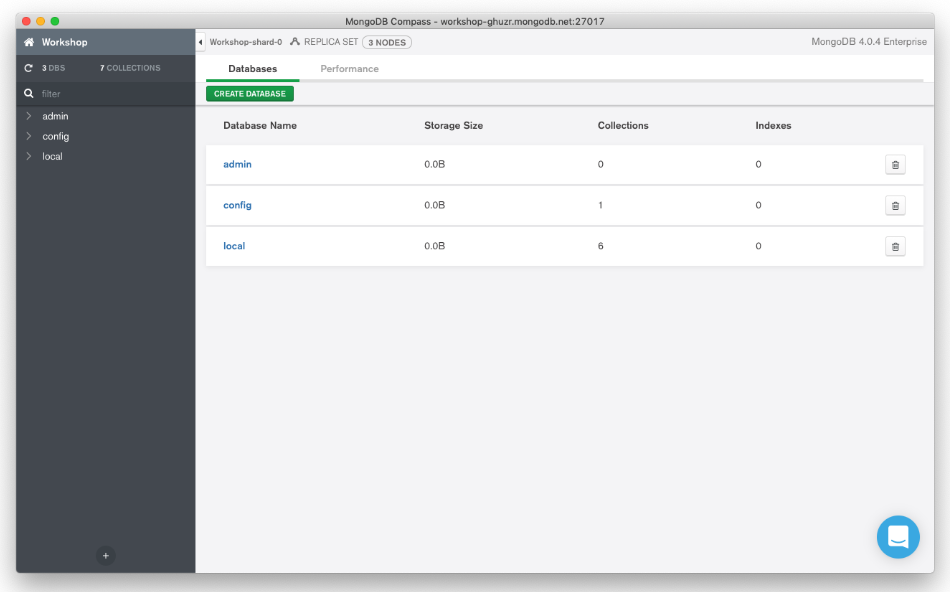 MongoDB Compass - workshop-ghuzr.mongodb.net:27017
Workshop
Workshop-shard-0 REPLICA SET 3 NODES MongoDB 4.0.4 Enterprise
3 DBS 7 COLLECTIONS
Databases Performance
filter
CREATE DATABASE
admin
config
local
Database Name Storage Size Collections Indexes
admin 0.0B 0 0
config 0.0B 1 0
local 0.0B 6 0
+